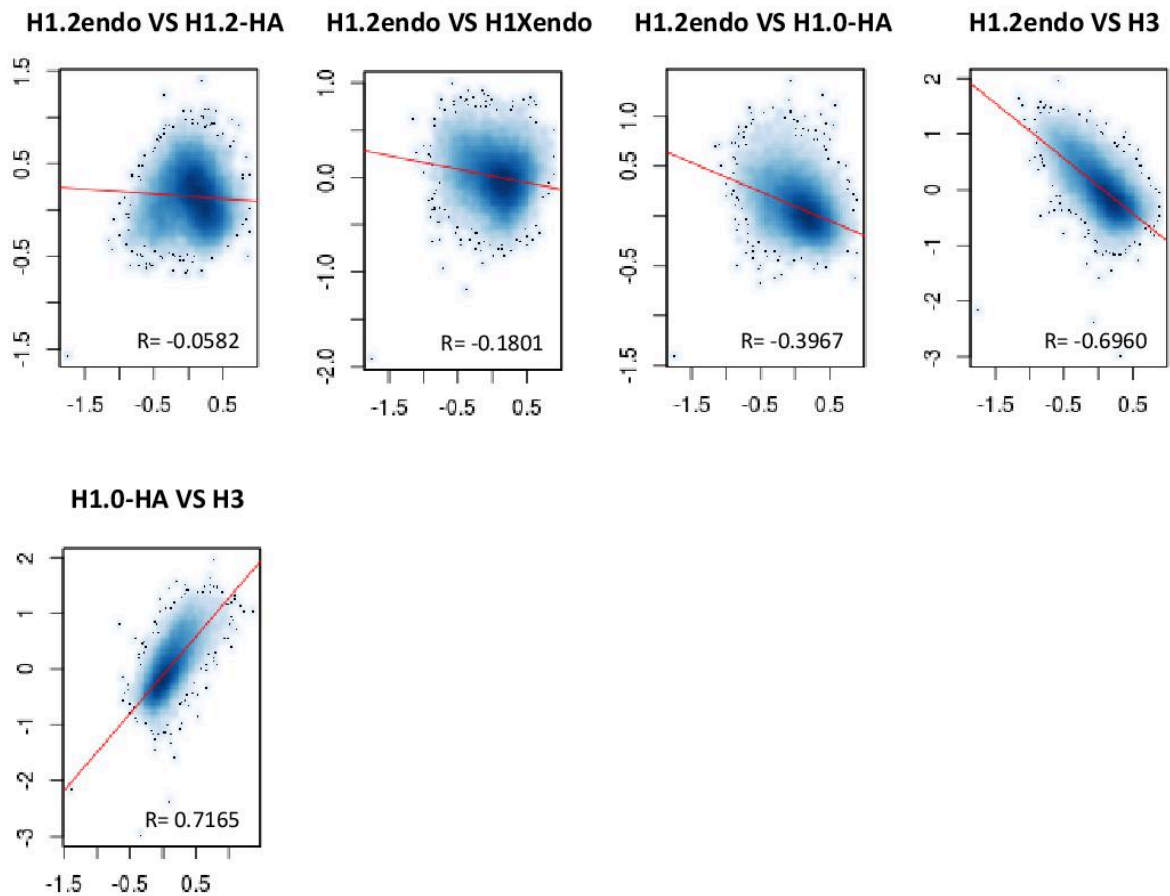 H1.2endo VS H1.2-HA
1.5
0.5
-0.5
-1.5
R= -0.0582
-1.5 -0.5 0.5
H1.2endo VS H1Xendo
1.0
0.0
-1.0
-2.0
R= -0.1801
-1.5 -0.5 0.5
H1.2endo VS H1.0-HA
1.0
0.5
-0.5
-1.5
R= -0.3967
-1.5 -0.5 0.5
H1.2endo VS H3
2
1
0
-1
-2
-3
R= -0.6960
-1.5 -0.5 0.5
H1.0-HA VS H3
2
1
0
-1
-2
-3
R= 0.7165
-1.5 -0.5 0.5